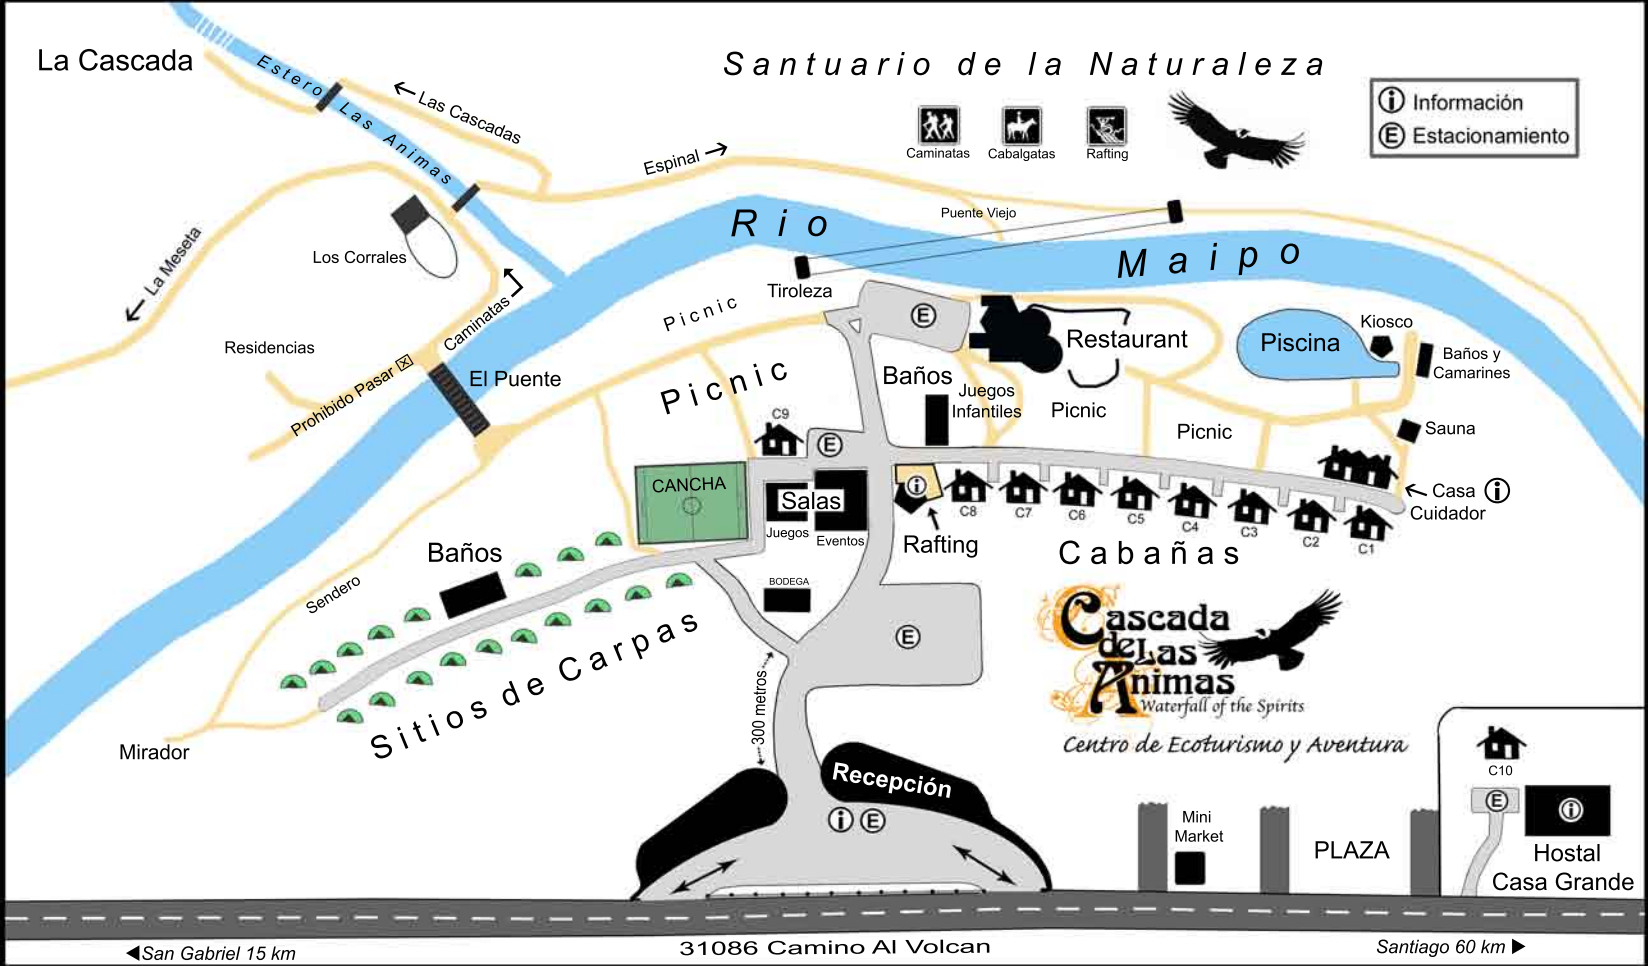 La Cascada
Estero Las Animas
← Las Cascadas
Santuario de la Naturaleza
Caminatas
Cabalgatas
Rafting
i Información
E Estacionamiento
Espinal →
Puente Viejo
Rio Maipo
← La Meseta
Los Corrales
Tiroleza
Caminatas
Picnic
E
Restaurant
Piscina
Kiosco
Baños y
Camarines
Residencias
Prohibido Pasar
El Puente
Picnic
Baños
Juegos
Infantiles
Picnic
Picnic
Sauna
C9
E
CANCHA
Salas
Juegos
Eventos
i
Rafting
C8
C7
C6
C5
C4
C3
C2
C1
← Casa i
Cuidador
Cabañas
Baños
Sendero
BODEGA
E
Sitios de Carpas
Mirador
300 metros
Cascada
de Las
Animas
Waterfall of the Spirits
Centro de Ecoturismo y Aventura
Recepción
i E
Mini
Market
PLAZA
C10
E
i
Hostal
Casa Grande
◀San Gabriel 15 km
31086 Camino Al Volcan
Santiago 60 km ▶